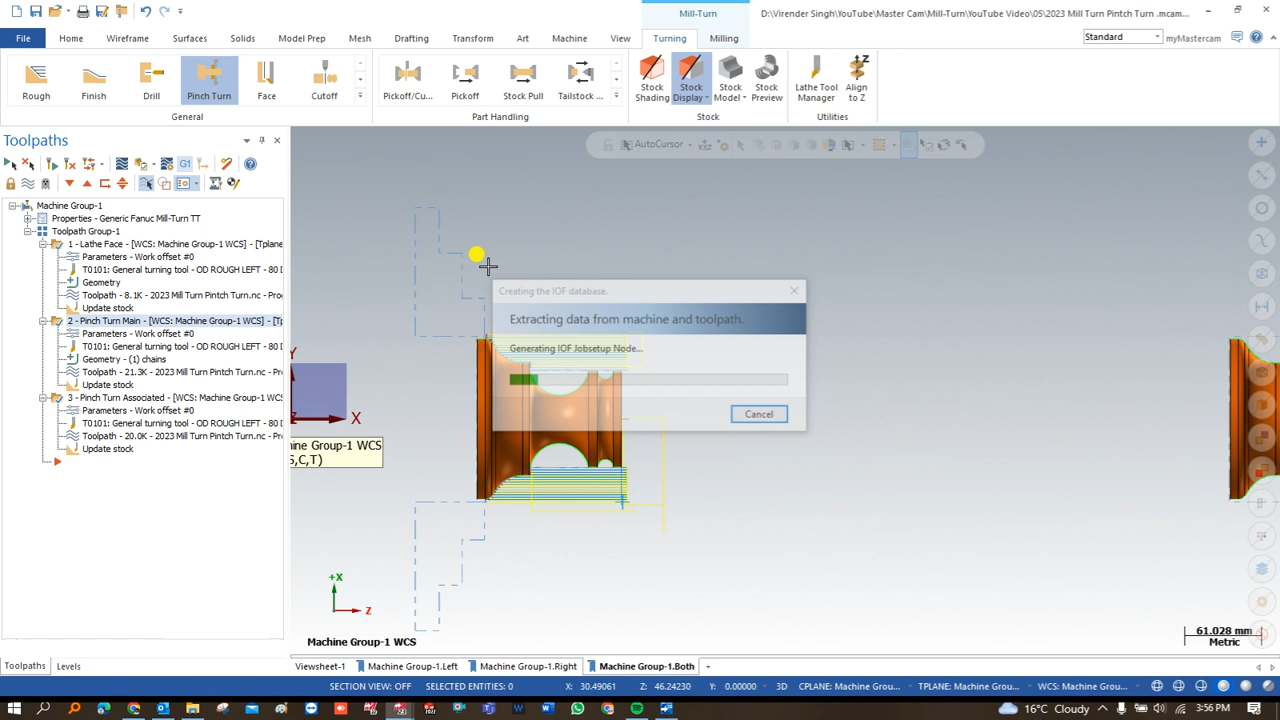 Mill-Turn
D:\Virender Singh\YouTube\Master Cam\Mill-Turn\YouTube Video\05\2023 Mill Turn Pintch Turn .mcam...
File
Home
Wireframe
Surfaces
Solids
Model Prep
Mesh
Drafting
Transform
Art
Machine
View
Turning
Milling
Standard
myMastercam
Rough
Finish
Drill
Pinch Turn
Face
Cutoff
Pickoff/Cu...
Pickoff
Stock Pull
Tailstock ...
Stock Shading
Stock Display
Stock Model
Stock Preview
Lathe Tool Manager
Align to Z
General
Part Handling
Stock
Utilities
Toolpaths
AutoCursor
G1
Machine Group-1
Properties - Generic Fanuc Mill-Turn TT
Toolpath Group-1
1 - Lathe Face - [WCS: Machine Group-1 WCS] - [Tplane
Parameters - Work offset #0
T0101: General turning tool - OD ROUGH LEFT - 80 D
Geometry
Toolpath - 8.1K - 2023 Mill Turn Pintch Turn.nc -
Update stock
2 - Pinch Turn Main - [WCS: Machine Group-1 WCS] - [Tp
Parameters - Work offset #0
T0101: General turning tool - OD ROUGH LEFT - 80 D
Geometry - (1) chains
Toolpath - 21.3K - 2023 Mill Turn Pintch Turn.nc
Update stock
3 - Pinch Turn Associated - [WCS: Machine Group-1 WCS]
Parameters - Work offset #0
T0101: General turning tool - OD ROUGH LEFT - 80 D
Toolpath - 20.0K - 2023 Mill Turn Pintch Turn.nc
Update stock
Creating the IOF database.
Extracting data from machine and toolpath.
Generating IOF Jobsetup Node...
Cancel
Y
X
Z
achine Group-1 WCS
S,C,T)
+X
Z
Machine Group-1 WCS
61.028 mm
Metric
Toolpaths
Levels
Viewsheet-1
Machine Group-1.Left
Machine Group-1.Right
Machine Group-1.Both
+
SECTION VIEW: OFF
SELECTED ENTITIES: 0
X: 30.49061
Z: 46.24230
Y: 0.00000
3D
CPLANE: Machine Grou...
TPLANE: Machine Grou...
WCS: Machine Grou...
16°C Cloudy
3:56 PM